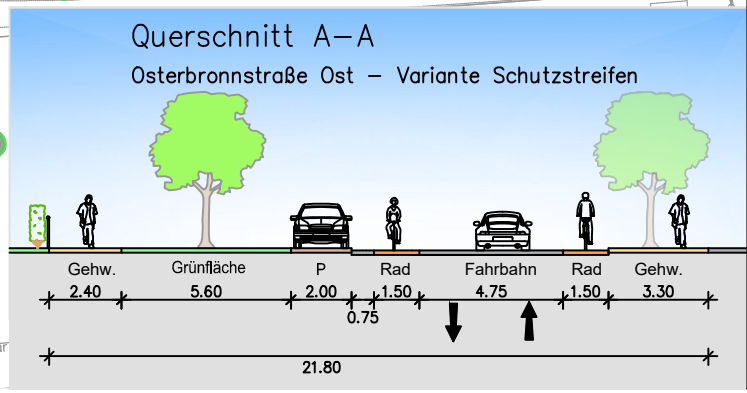 Querschnitt A-A
Osterbronnstraße Ost - Variante Schutzstreifen
Gehw. Grünfläche P Rad Fahrbahn Rad Gehw.
2.40 5.60 2.00 1.50 4.75 1.50 3.30
0.75
21.80